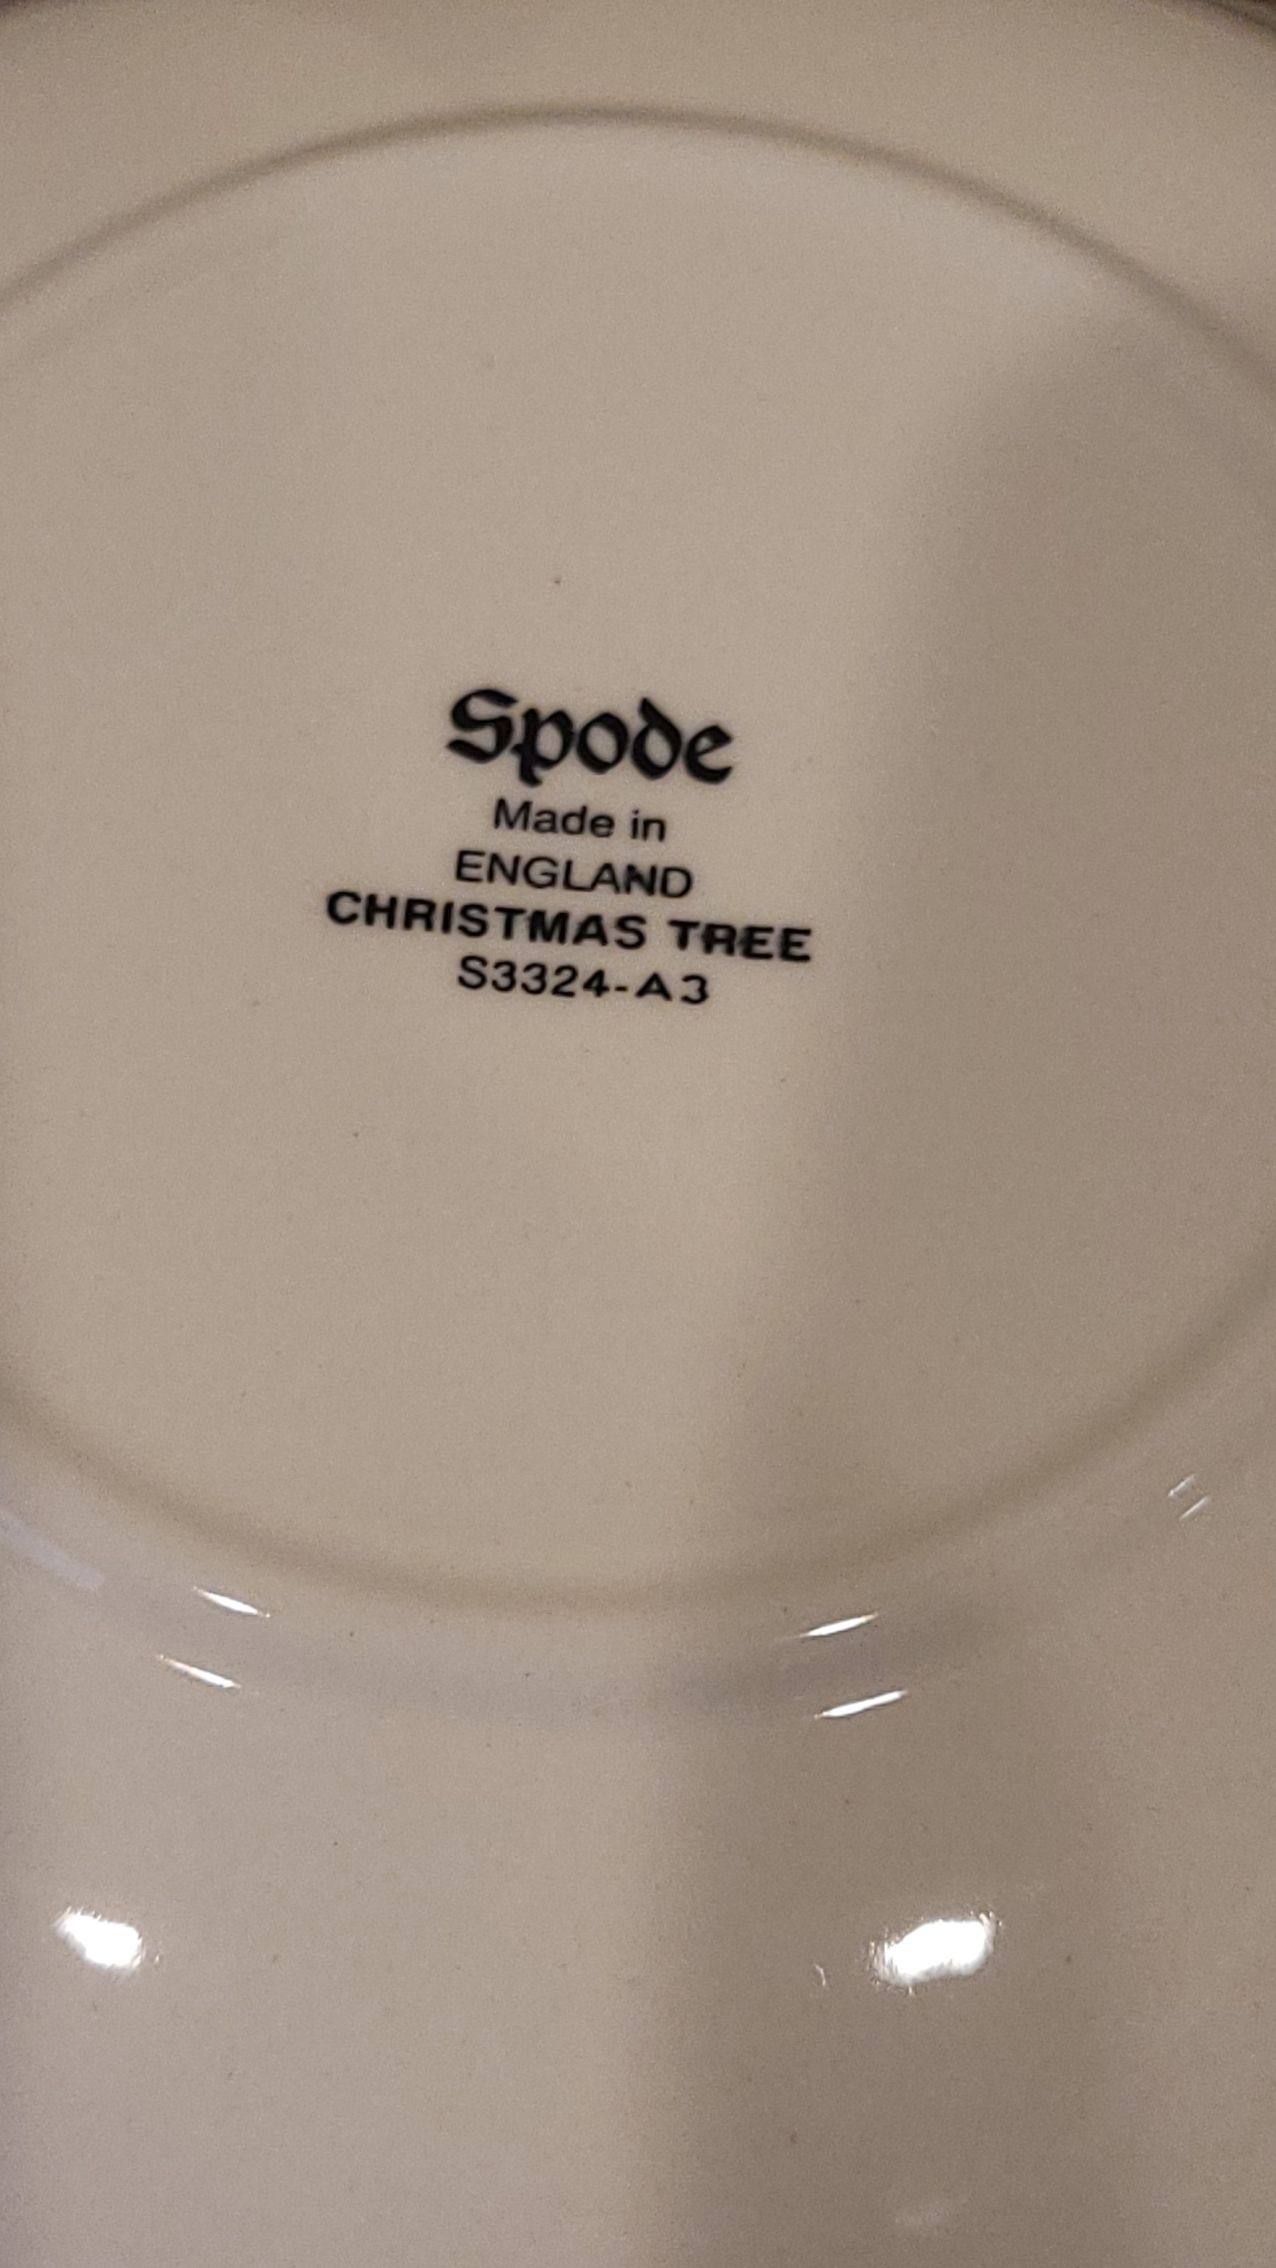 Spode
Made in
ENGLAND
CHRISTMAS TREE
S3324-A3